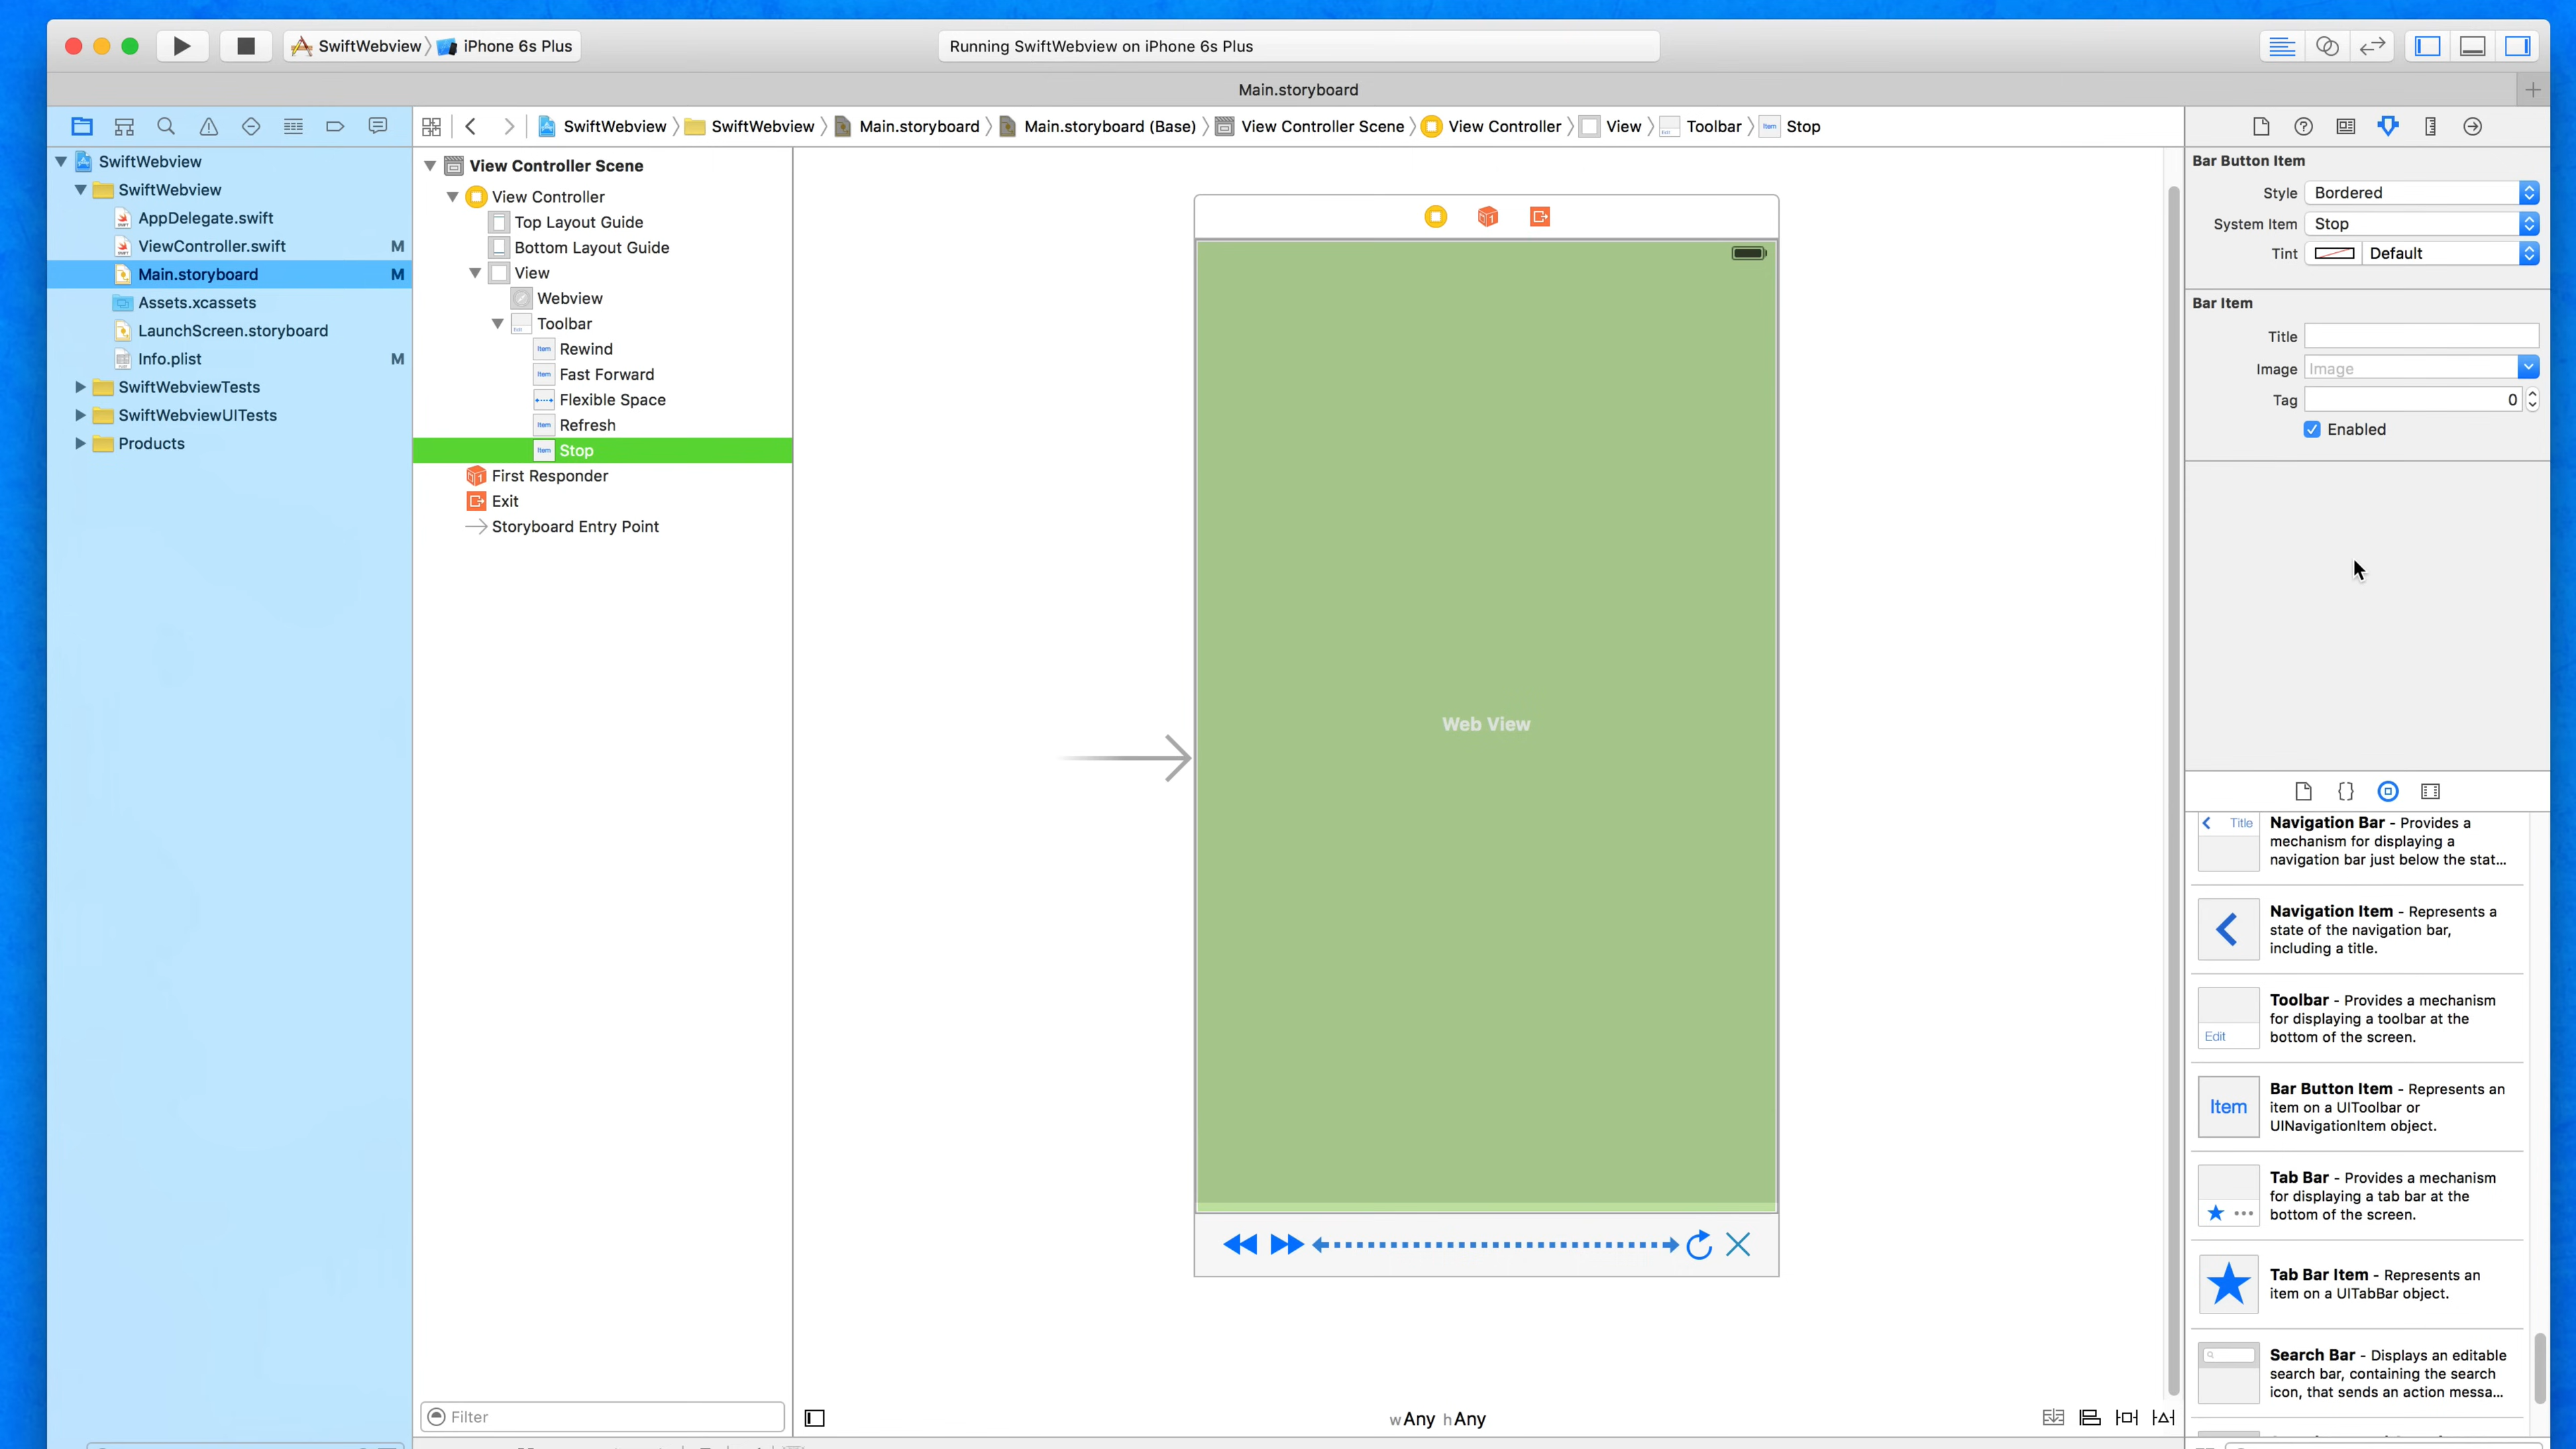 SwiftWebview iPhone 6s Plus
Running SwiftWebview on iPhone 6s Plus
Main.storyboard
SwiftWebview SwiftWebview Main.storyboard Main.storyboard (Base) View Controller Scene View Controller View Toolbar Stop
SwiftWebview
SwiftWebview
AppDelegate.swift
ViewController.swift M
Main.storyboard M
Assets.xcassets
LaunchScreen.storyboard
Info.plist M
SwiftWebviewTests
SwiftWebviewUITests
Products
View Controller Scene
View Controller
Top Layout Guide
Bottom Layout Guide
View
Webview
Toolbar
Rewind
Fast Forward
Flexible Space
Refresh
Stop
First Responder
Exit
Storyboard Entry Point
Filter
Web View
wAny hAny
Bar Button Item
Style Bordered
System Item Stop
Tint Default
Bar Item
Title
Image Image
Tag 0
Enabled
Title
Navigation Bar - Provides a
mechanism for displaying a
navigation bar just below the stat...
Navigation Item - Represents a
state of the navigation bar,
including a title.
Edit
Toolbar - Provides a mechanism
for displaying a toolbar at the
bottom of the screen.
Item
Bar Button Item - Represents an
item on a UIToolbar or
UINavigationItem object.
Tab Bar - Provides a mechanism
for displaying a tab bar at the
bottom of the screen.
Tab Bar Item - Represents an
item on a UITabBar object.
Search Bar - Displays an editable
search bar, containing the search
icon, that sends an action messa...